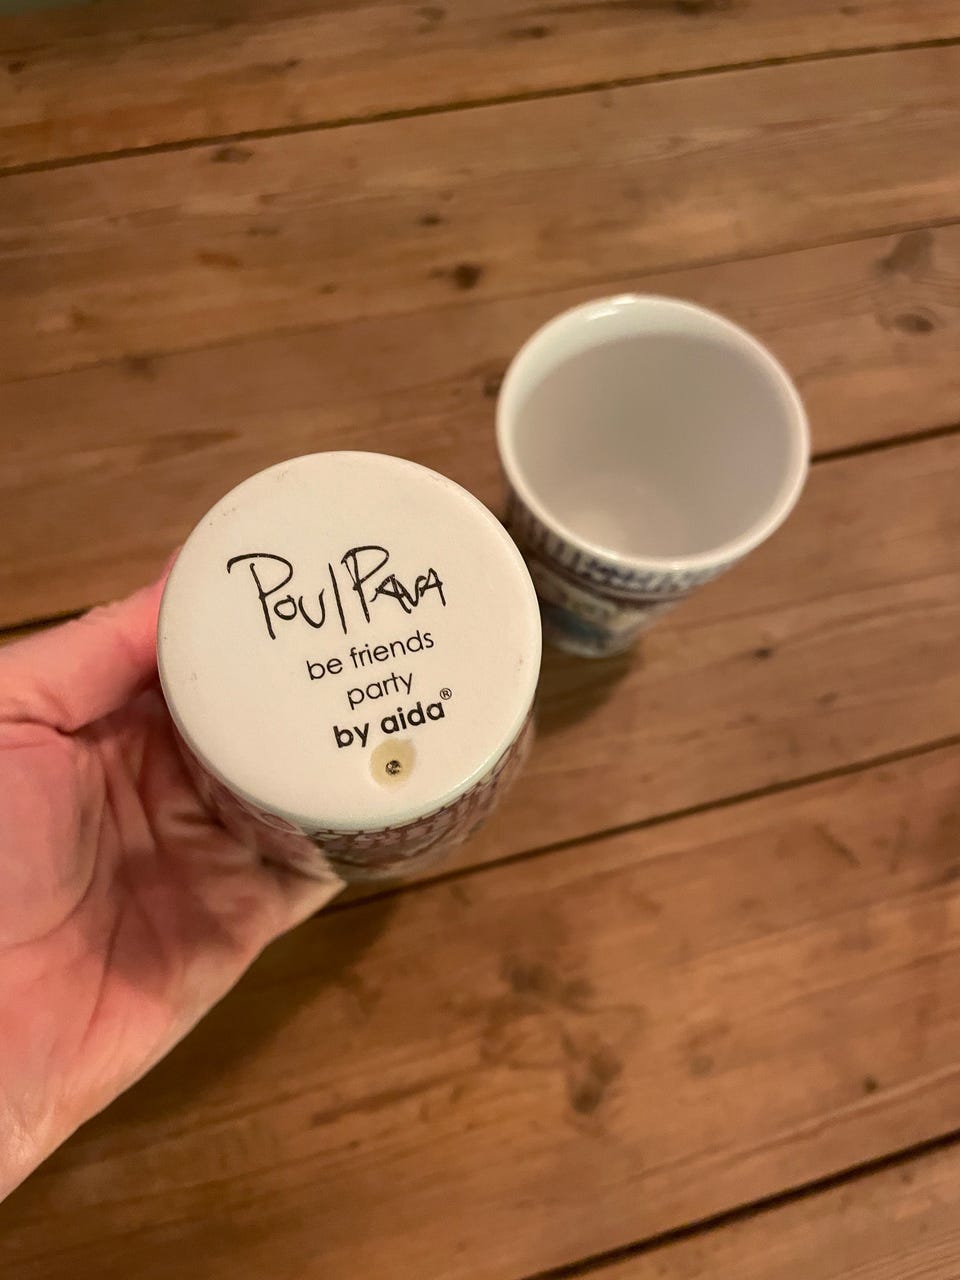 Poul Pava
be friends
party
by aida®